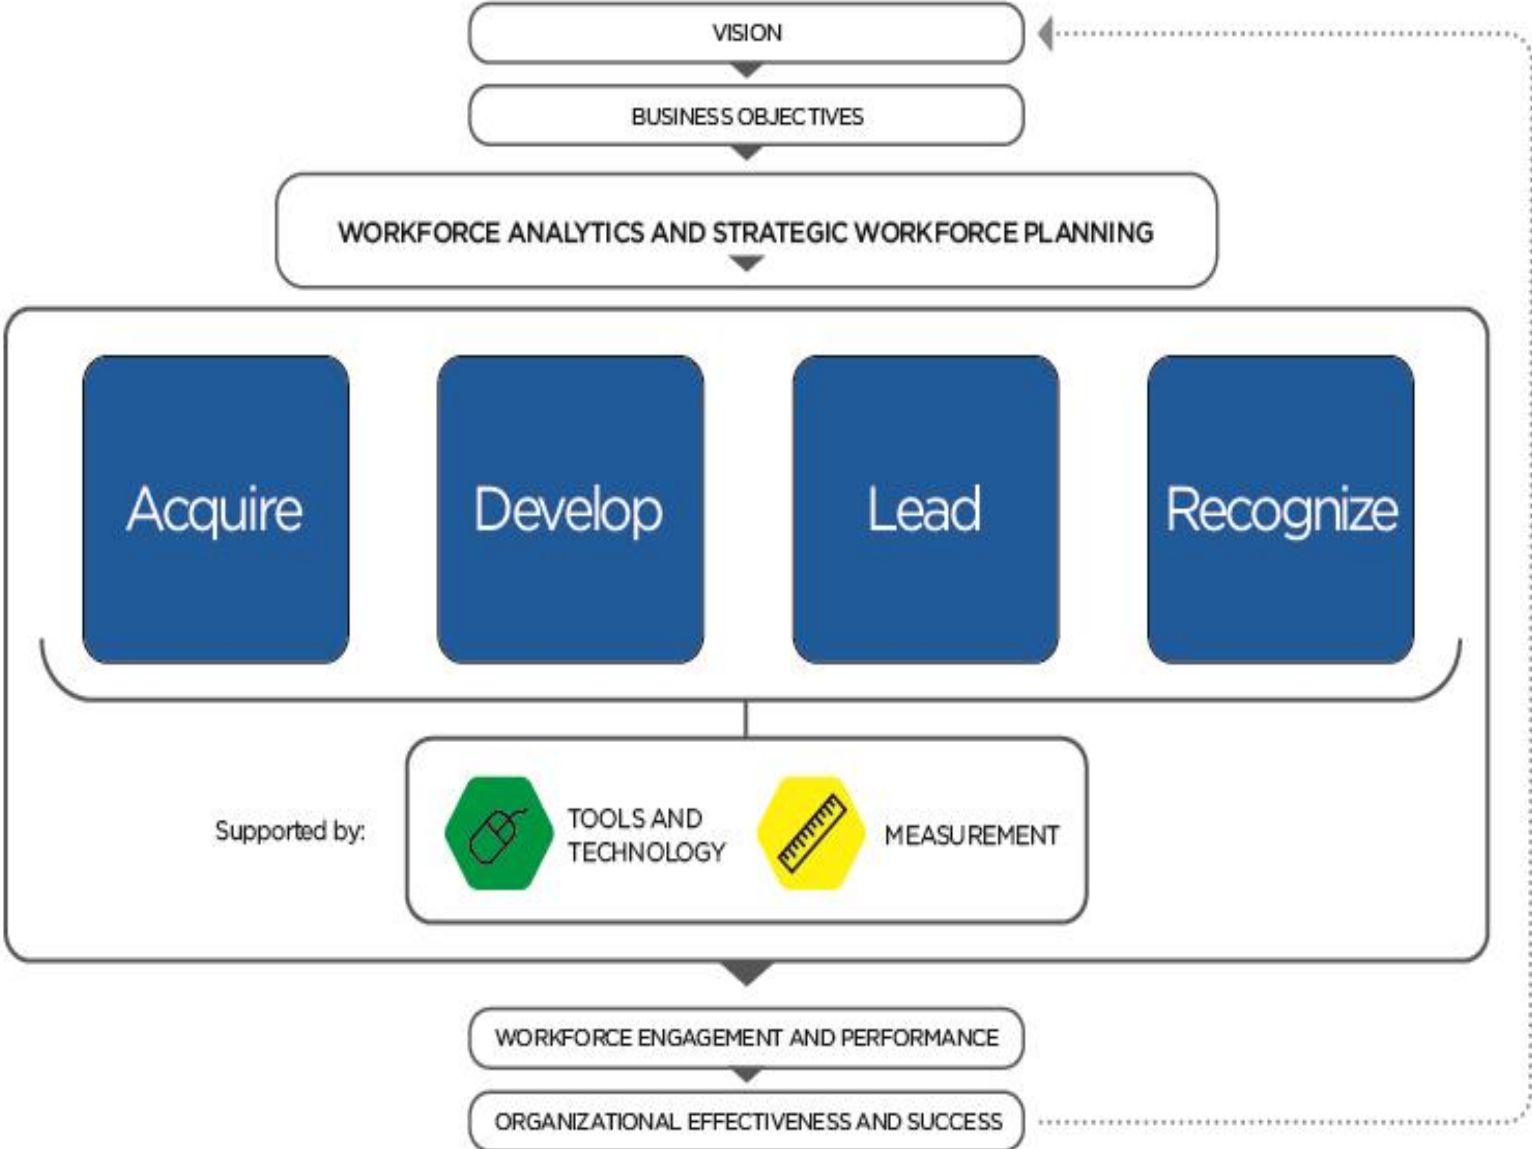 VISION
BUSINESS OBJECTIVES
WORKFORCE ANALYTICS AND STRATEGIC WORKFORCE PLANNING
Acquire
Develop
Lead
Recognize
Supported by:
TOOLS AND
TECHNOLOGY
MEASUREMENT
WORKFORCE ENGAGEMENT AND PERFORMANCE
ORGANIZATIONAL EFFECTIVENESS AND SUCCESS